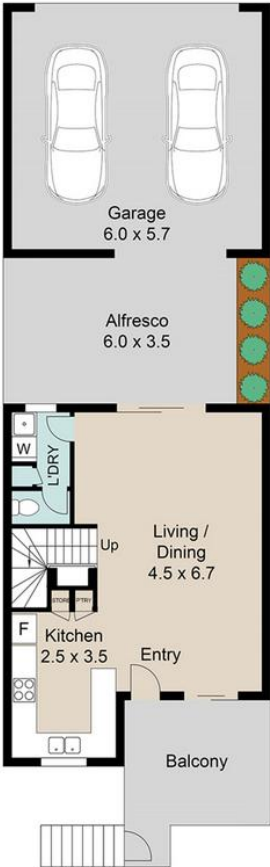 Garage
6.0 x 5.7
Alfresco
6.0 x 3.5
W
L'DRY
Up
Living /
Dining
4.5 x 6.7
STORE
P'TRY
F
Kitchen
2.5 x 3.5
Entry
Balcony